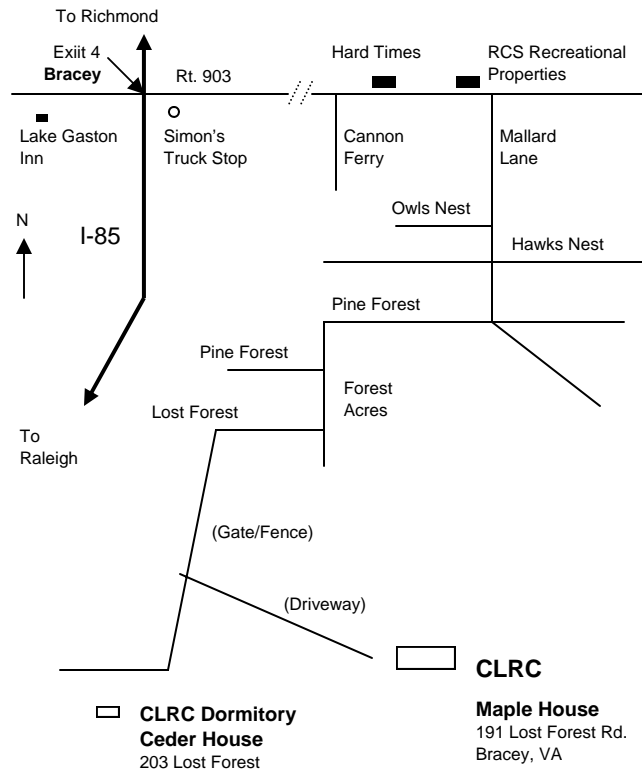 To Richmond
Exiit 4
Bracey
Rt. 903
Hard Times
RCS Recreational
Properties
Lake Gaston
Inn
Simon's
Truck Stop
Cannon
Ferry
Mallard
Lane
N
I-85
Owls Nest
Hawks Nest
Pine Forest
Pine Forest
Forest
Acres
Lost Forest
To
Raleigh
(Gate/Fence)
(Driveway)
CLRC
Maple House
191 Lost Forest Rd.
Bracey, VA
CLRC Dormitory
Ceder House
203 Lost Forest